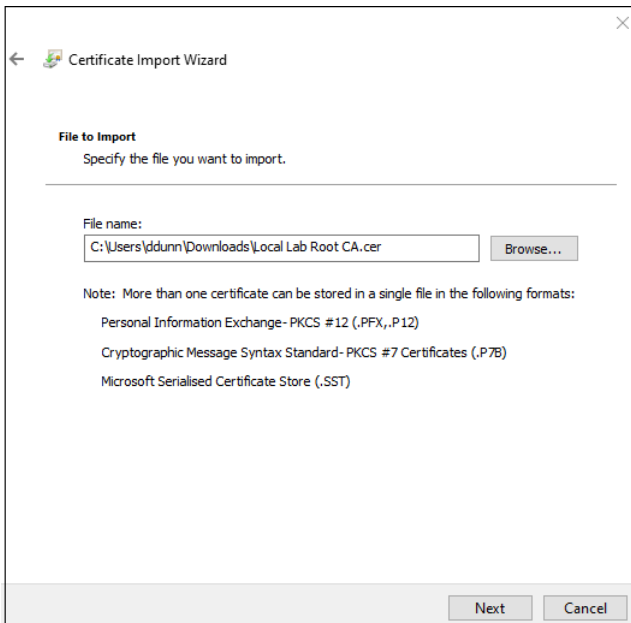 Certificate Import Wizard
File to Import
Specify the file you want to import.
File name:
C:\Users\ddunn\Downloads\Local Lab Root CA.cer
Browse...
Note: More than one certificate can be stored in a single file in the following formats:
Personal Information Exchange- PKCS #12 (.PFX,.P12)
Cryptographic Message Syntax Standard- PKCS #7 Certificates (.P7B)
Microsoft Serialised Certificate Store (.SST)
Next
Cancel